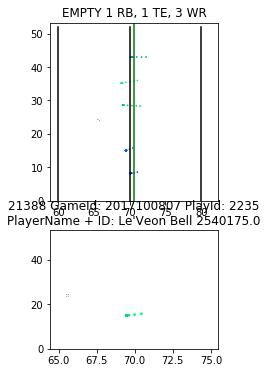 EMPTY 1 RB, 1 TE, 3 WR
50
40
30
20
10
0
60 65 70 75 80
21388 GameId: 2017100807 PlayId: 2235
PlayerName + ID: Le'Veon Bell 2540175.0
40
20
0
65.0 67.5 70.0 72.5 75.0